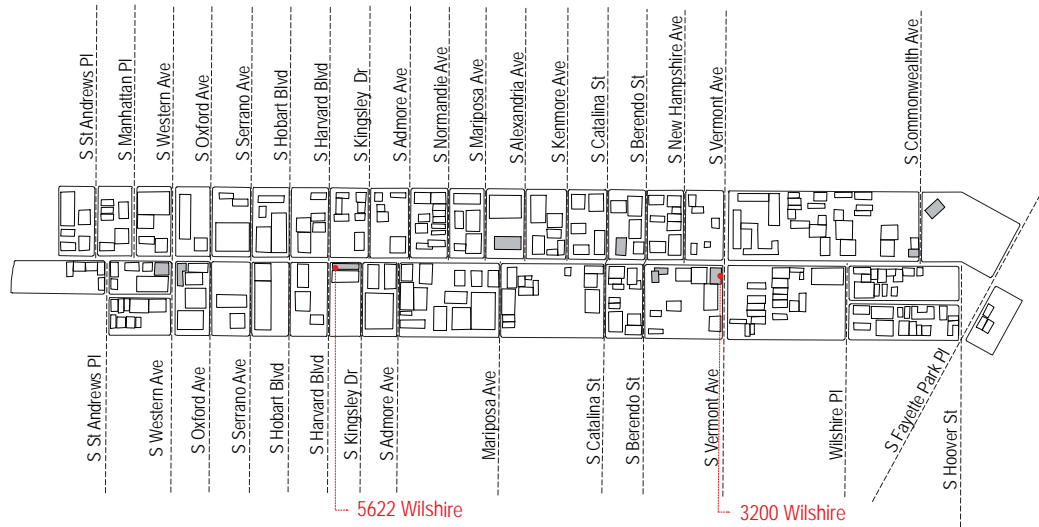 S St Andrews Pl
S Manhattan Pl
S Western Ave
S Oxford Ave
S Serrano Ave
S Hobart Blvd
S Harvard Blvd
S Kingsley Dr
S Admore Ave
S Normandie Ave
S Mariposa Ave
S Alexandria Ave
S Kenmore Ave
S Catalina St
S Berendo St
S New Hampshire Ave
S Vermont Ave
S Commonwealth Ave
S St Andrews Pl
S Western Ave
S Oxford Ave
S Serrano Ave
S Hobart Blvd
S Harvard Blvd
S Kingsley Dr
S Admore Ave
Mariposa Ave
S Catalina St
S Berendo St
S Vermont Ave
Wilshire Pl
S Fayette Park Pl
S Hoover St
5622 Wilshire
3200 Wilshire